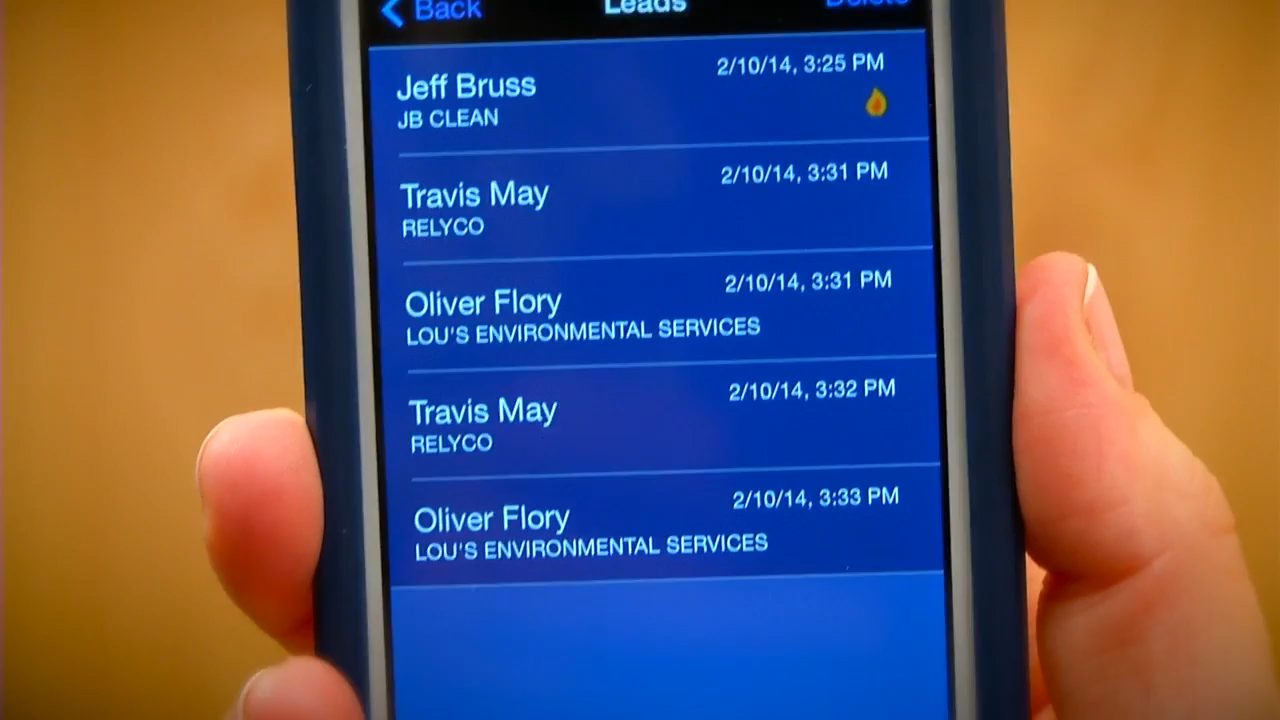 Back Leads Delete
Jeff Bruss 2/10/14, 3:25 PM
JB CLEAN
Travis May 2/10/14, 3:31 PM
RELYCO
Oliver Flory 2/10/14, 3:31 PM
LOU'S ENVIRONMENTAL SERVICES
Travis May 2/10/14, 3:32 PM
RELYCO
Oliver Flory 2/10/14, 3:33 PM
LOU'S ENVIRONMENTAL SERVICES